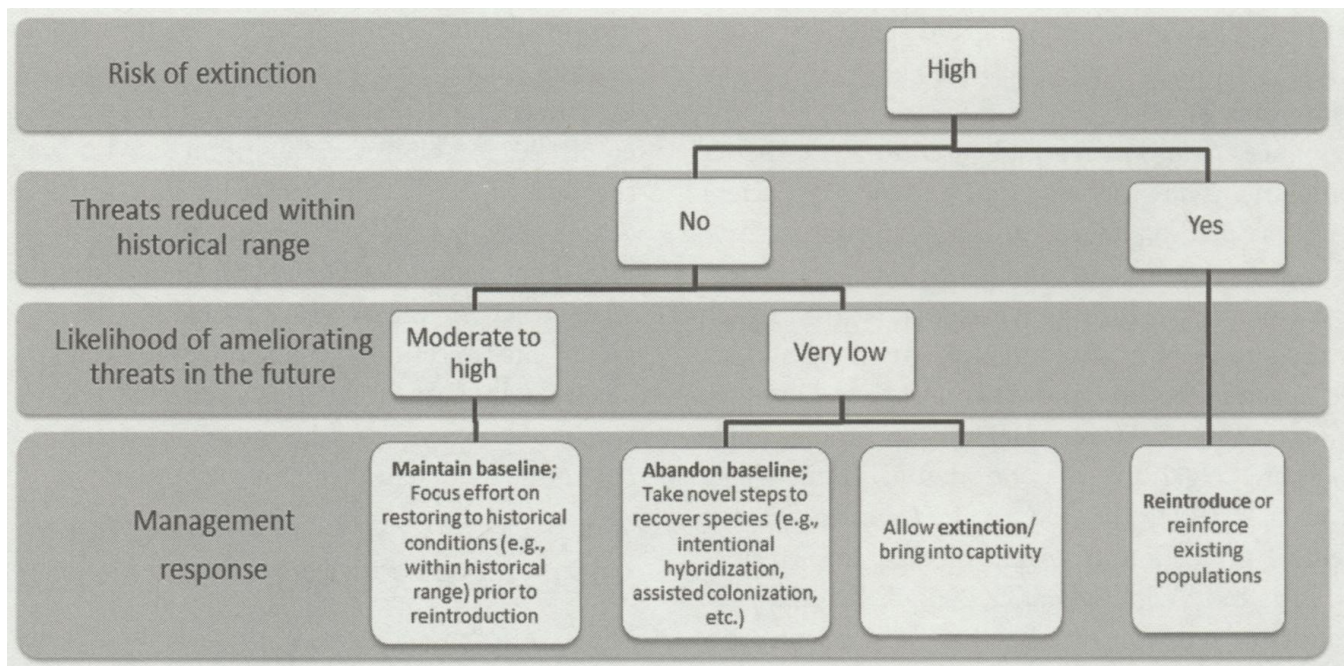 Risk of extinction
High
Threats reduced within
historical range
No
Yes
Likelihood of ameliorating
threats in the future
Moderate to
high
Very low
Management
response
Maintain baseline;
Focus effort on
restoring to historical
conditions (e.g.,
within historical
range) prior to
reintroduction
Abandon baseline;
Take novel steps to
recover species (e.g.,
intentional
hybridization,
assisted colonization,
etc.)
Allow extinction/
bring into captivity
Reintroduce or
reinforce
existing
populations